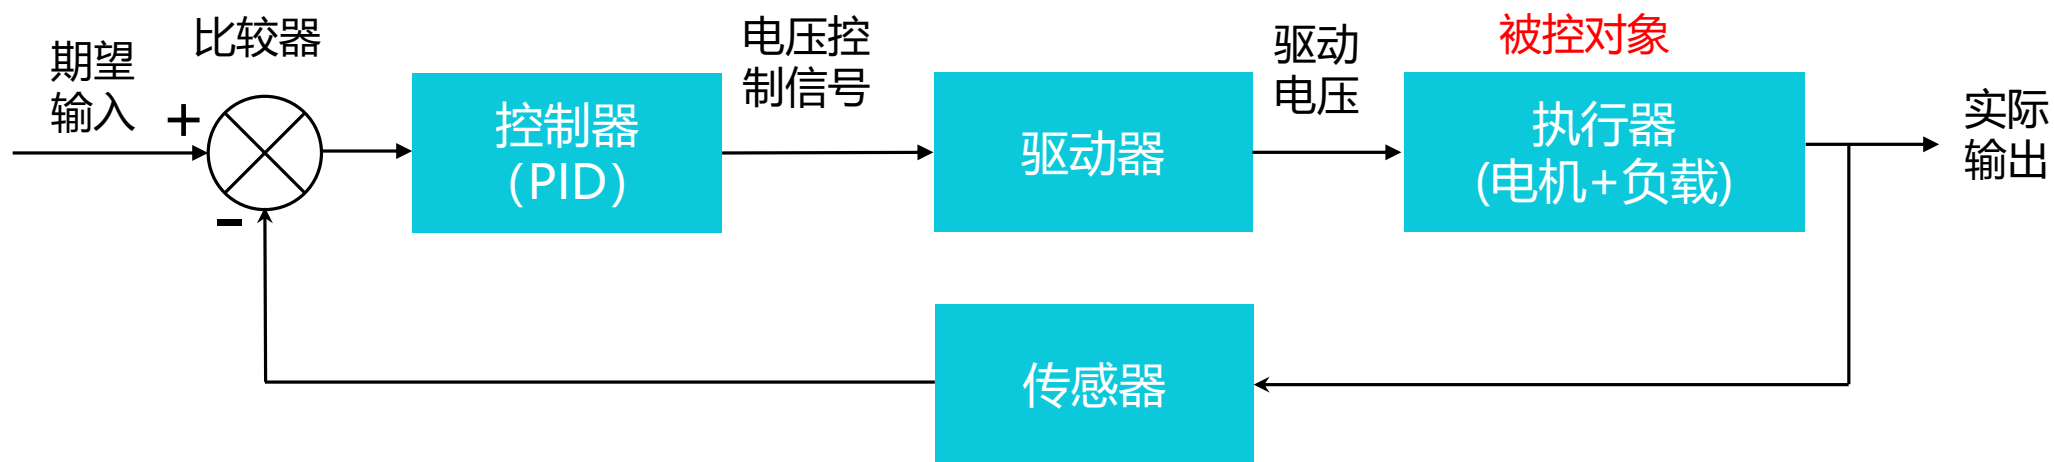 期望
输入
+
-
比较器
控制器
（PID）
电压控
制信号
驱动器
驱动
电压
被控对象
执行器
(电机+负载)
实际
输出
传感器